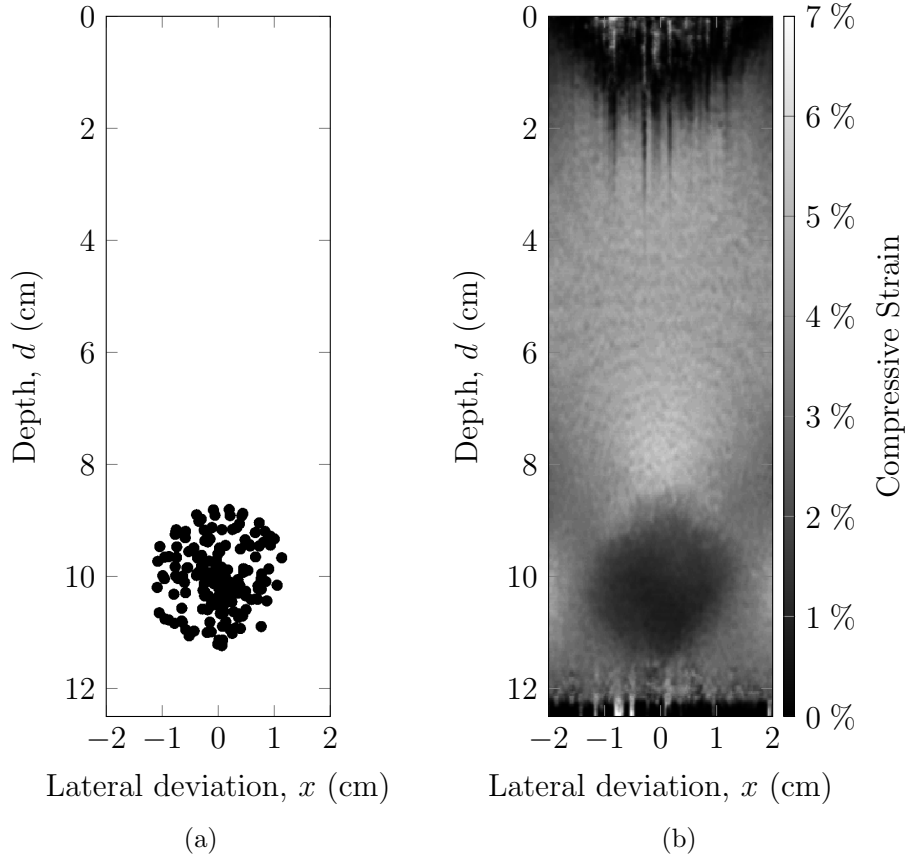 0
2
4
6
8
10
12
−2 −1 0 1 2
Depth, d (cm)
Lateral deviation, x (cm)
(a)
0
2
4
6
8
10
12
−2 −1 0 1 2
Depth, d (cm)
Lateral deviation, x (cm)
7 %
6 %
5 %
4 %
3 %
2 %
1 %
0 %
Compressive Strain
(b)